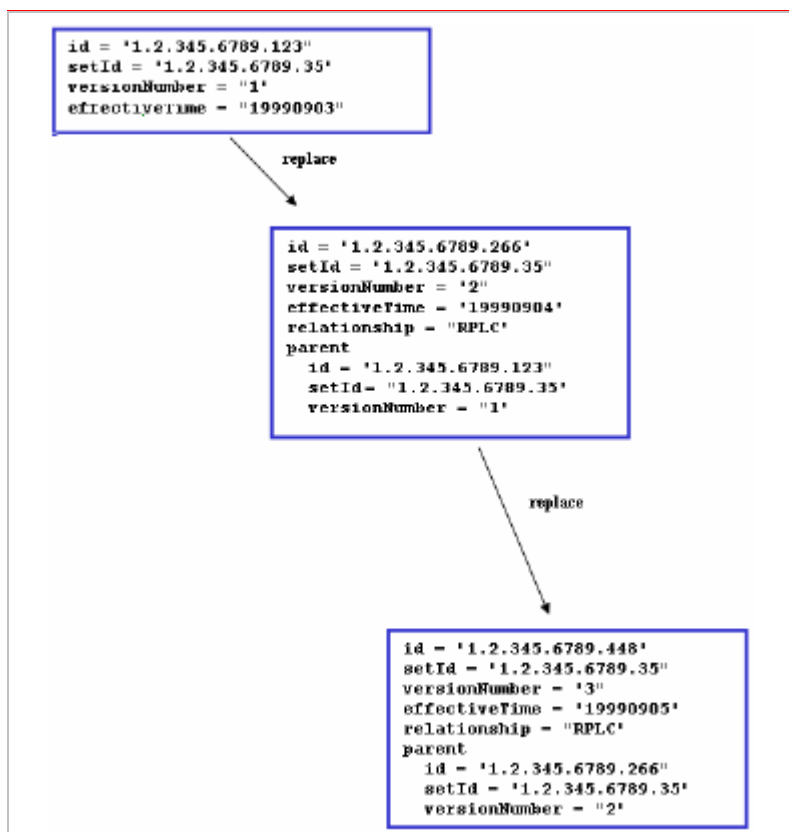 id = "1.2.345.6789.123"
setId = "1.2.345.6789.35"
versionNumber = "1"
effectiveTime = "19990903"
replace
id = "1.2.345.6789.266"
setId = "1.2.345.6789.35"
versionNumber = "2"
effectiveTime = "19990904"
relationship = "RPLC"
parent
id = "1.2.345.6789.123"
setId= "1.2.345.6789.35"
versionNumber = "1"
replace
id = "1.2.345.6789.448"
setId = "1.2.345.6789.35"
versionNumber = "3"
effectiveTime = "19990905"
relationship = "RPLC"
parent
id = "1.2.345.6789.266"
setId = "1.2.345.6789.35"
versionNumber = "2"